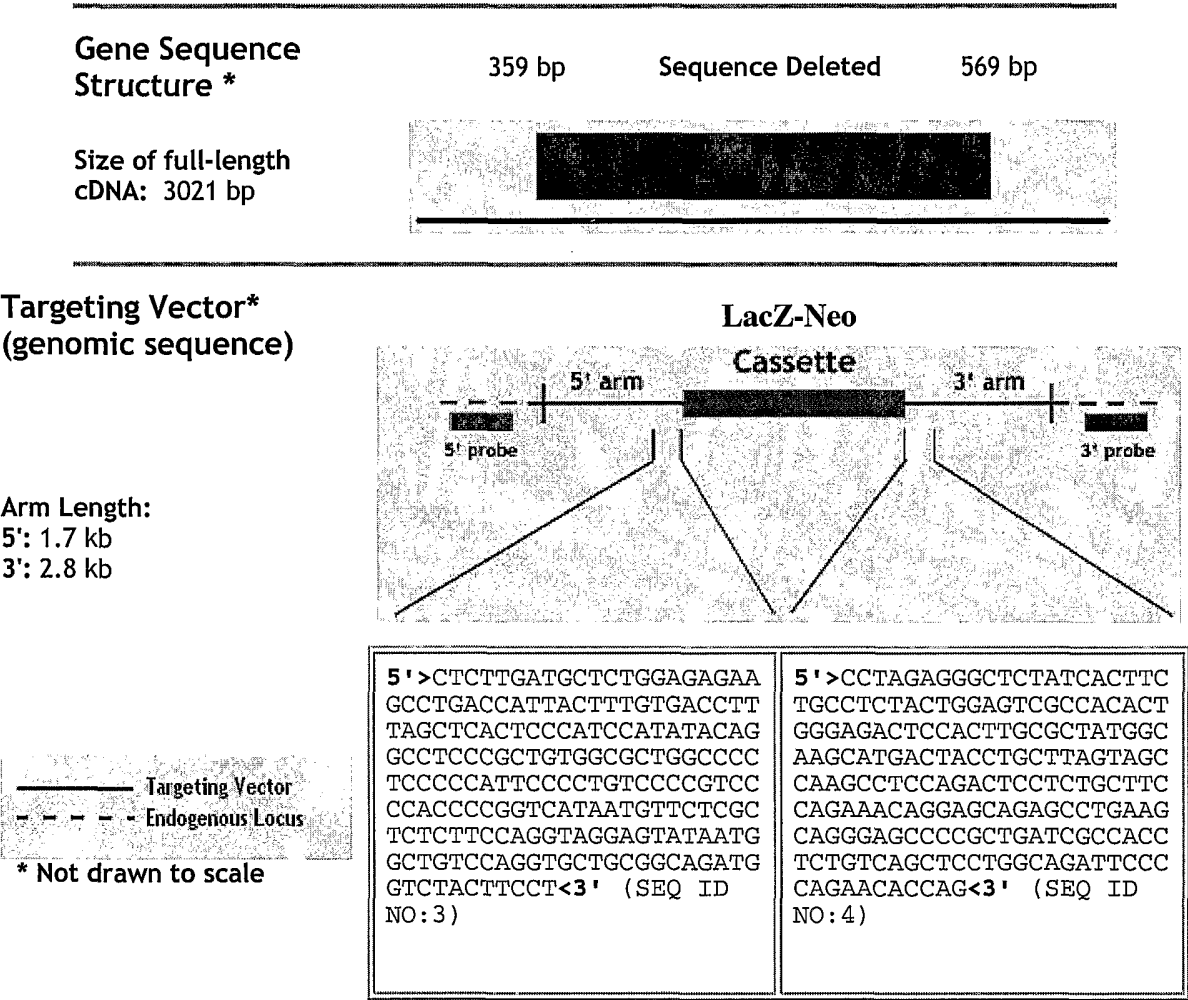 Gene Sequence
Structure *
359 bp
Sequence Deleted
569 bp
Size of full-length
cDNA: 3021 bp
Targeting Vector*
(genomic sequence)
LacZ-Neo
Cassette
5' arm
3' arm
5' probe
3' probe
Arm Length:
5': 1.7 kb
3': 2.8 kb
5'>CTCTTGATGCTCTGGAGAGAA
GCCTGACCATTACTTTGTGACCTT
TAGCTCACTCCCATCCATATACAG
GCCTCCCGCTGTGGCGCTGGCCCC
TCCCCCATTCCCCTGTCCCCGTCC
CCACCCCGGTCATAATGTTCTCGC
TCTCTTCCAGGTAGGAGTATAATG
GCTGTCCAGGTGCTGCGGCAGATG
GTCTACTTCCT<3' (SEQ ID
NO:3)
5'>CCTAGAGGGCTCTATCACTTC
TGCCTCTACTGGAGTCGCCACACT
GGGAGACTCCACTTGCGCTATGGC
AAGCATGACTACCTGCTTAGTAGC
CAAGCCTCCAGACTCCTCTGCTTC
CAGAAACAGGAGCAGAGCCTGAAG
CAGGGAGCCCCGCTGATCGCCACC
TCTGTCAGCTCCTGGCAGATTCCC
CAGAACACCAG<3' (SEQ ID
NO:4)
Targeting Vector
Endogenous Locus
* Not drawn to scale